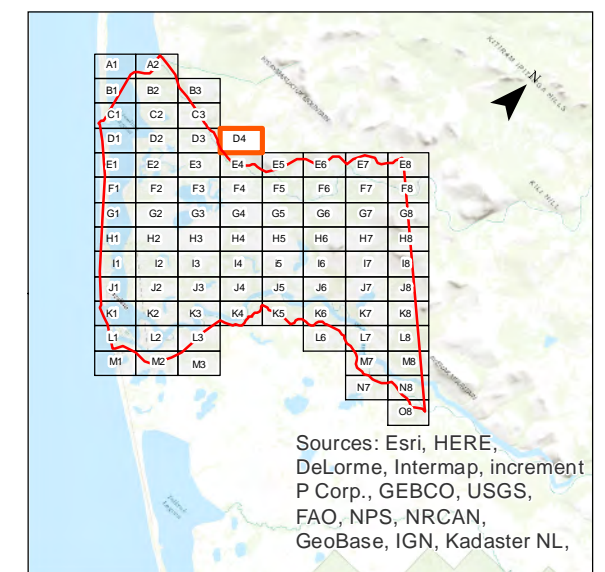 N
KITIRAM IPIENGA HILLS
KILI HILL
A1 A2
B1 B2 B3
C1 C2 C3
D1 D2 D3 D4
E1 E2 E3 E4 E5 E6 E7 E8
F1 F2 F3 F4 F5 F6 F7 F8
G1 G2 G3 G4 G5 G6 G7 G8
H1 H2 H3 H4 H5 H6 H7 H8
I1 I2 I3 I4 i5 I6 I7 I8
J1 J2 J3 J4 J5 J6 J7 J8
K1 K2 K3 K4 K5 K6 K7 K8
L1 L2 L3 L6 L7 L8
M1 M2 M3 M7 M8
N7 N8
O8
Sources: Esri, HERE,
DeLorme, Intermap, increment
P Corp., GEBCO, USGS,
FAO, NPS, NRCAN,
GeoBase, IGN, Kadaster NL,